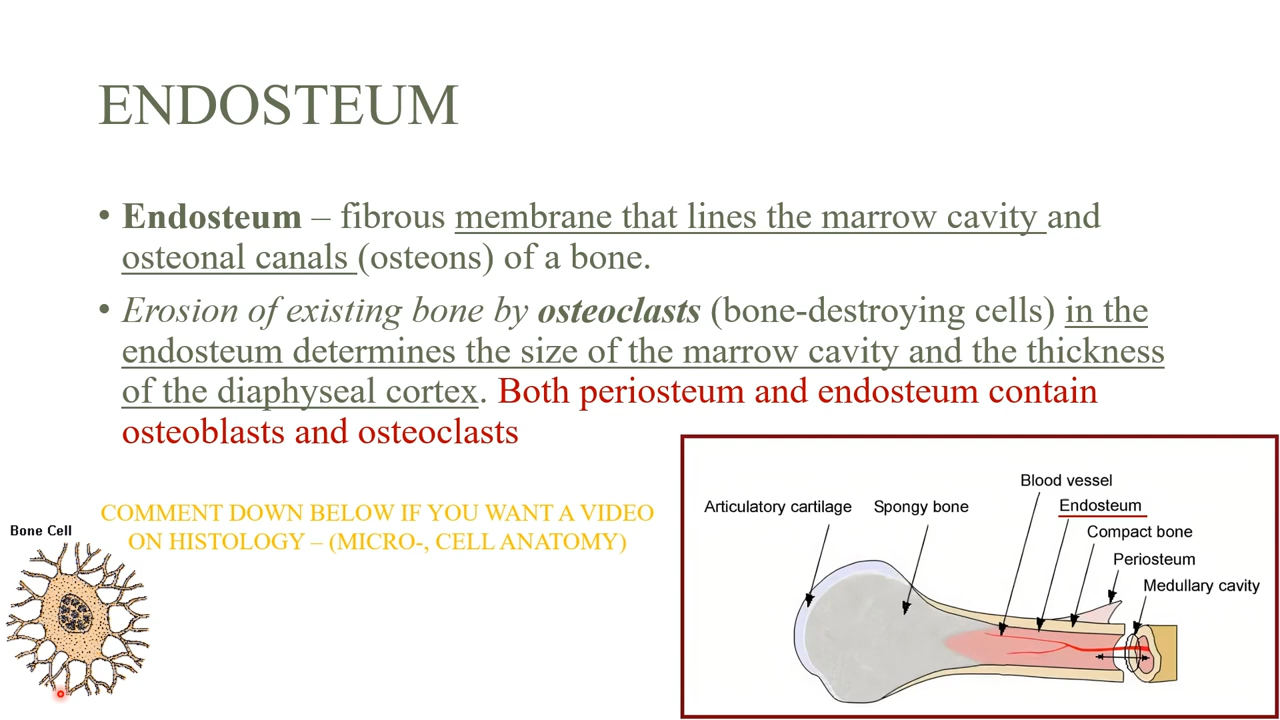 ENDOSTEUM
• Endosteum – fibrous membrane that lines the marrow cavity and
osteonal canals (osteons) of a bone.
• Erosion of existing bone by osteoclasts (bone-destroying cells) in the
endosteum determines the size of the marrow cavity and the thickness
of the diaphyseal cortex. Both periosteum and endosteum contain
osteoblasts and osteoclasts
COMMENT DOWN BELOW IF YOU WANT A VIDEO
ON HISTOLOGY – (MICRO-, CELL ANATOMY)
Bone Cell
Articulatory cartilage
Spongy bone
Blood vessel
Endosteum
Compact bone
Periosteum
Medullary cavity